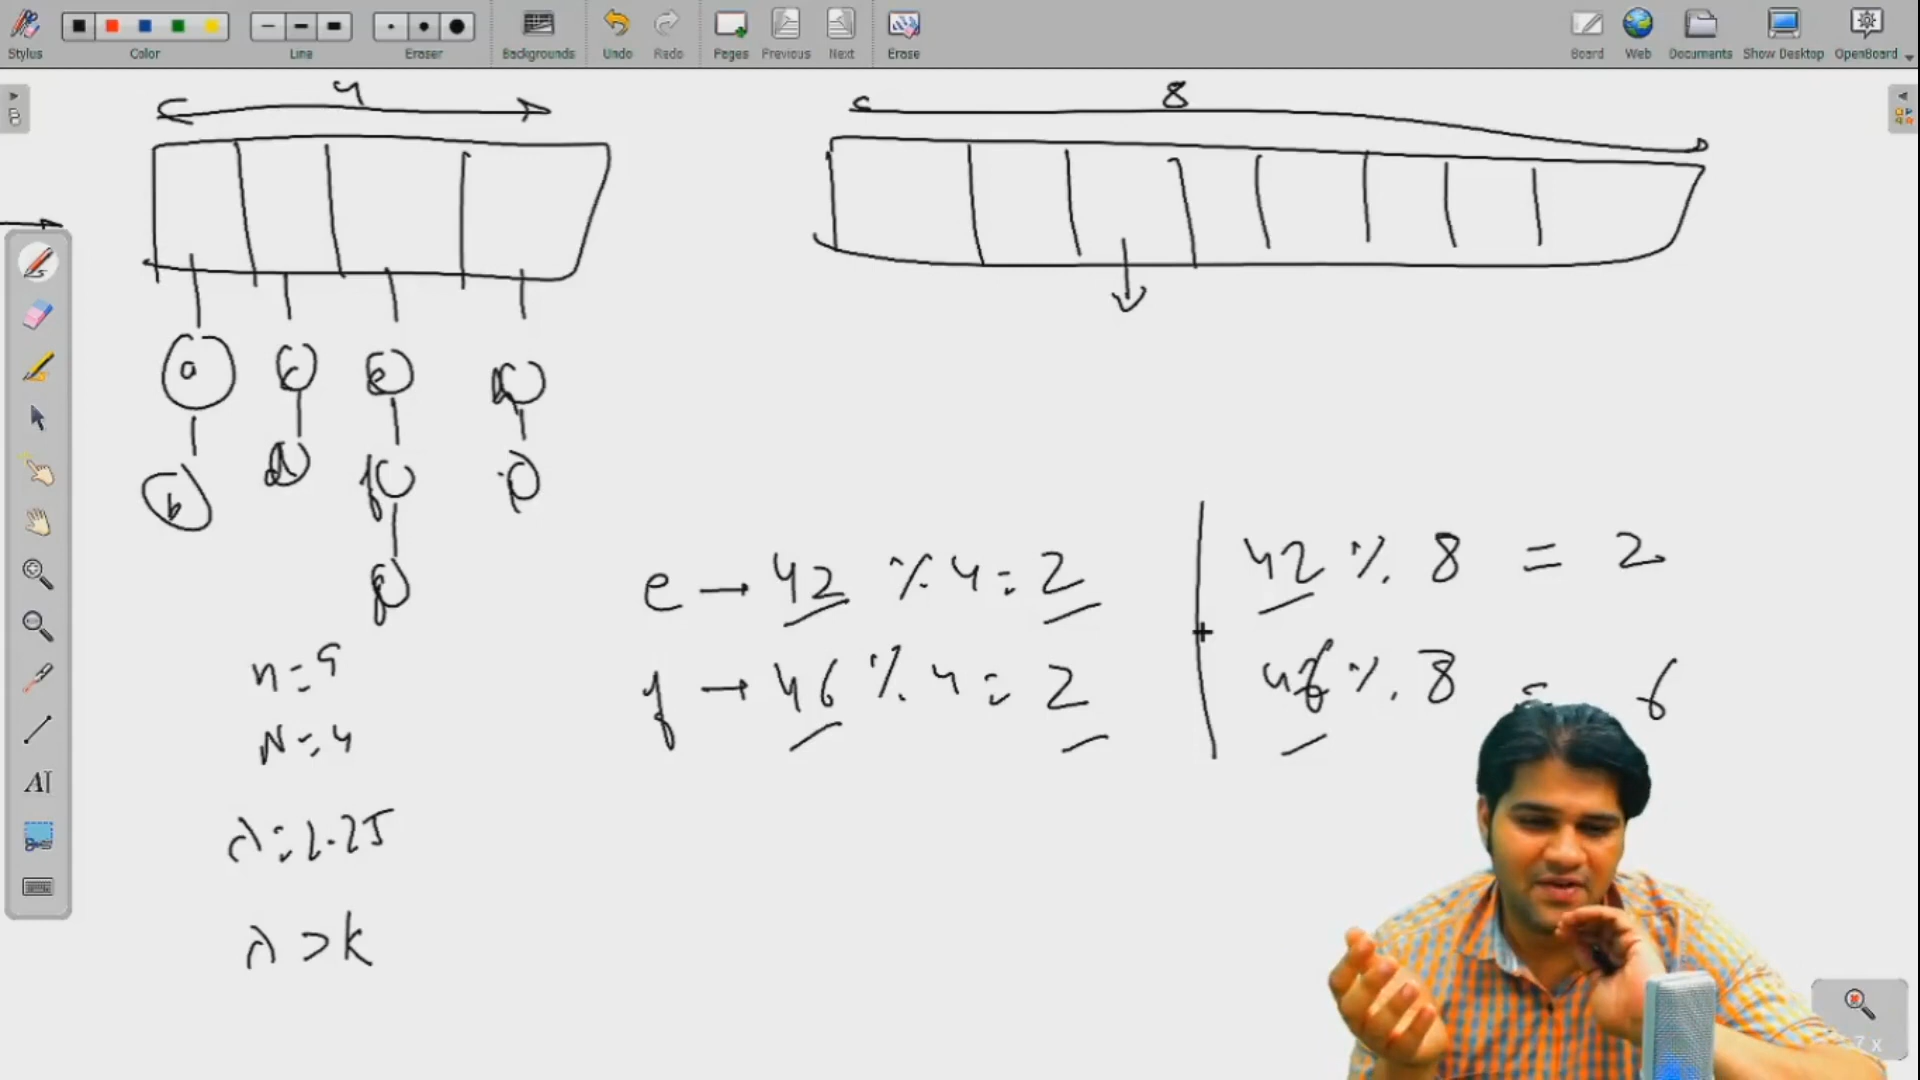 Stylus
Color
Line
Eraser
Backgrounds
Undo
Redo
Pages
Previous
Next
Erase
Board
Web
Documents
Show Desktop
OpenBoard
4
8
a c e
b d f
g
e → 42 % 4 = 2
42 % 8 = 2
f → 46 % 4 = 2
46 % 8 = 6
n = 9
N = 4
λ = 2.25
λ > k